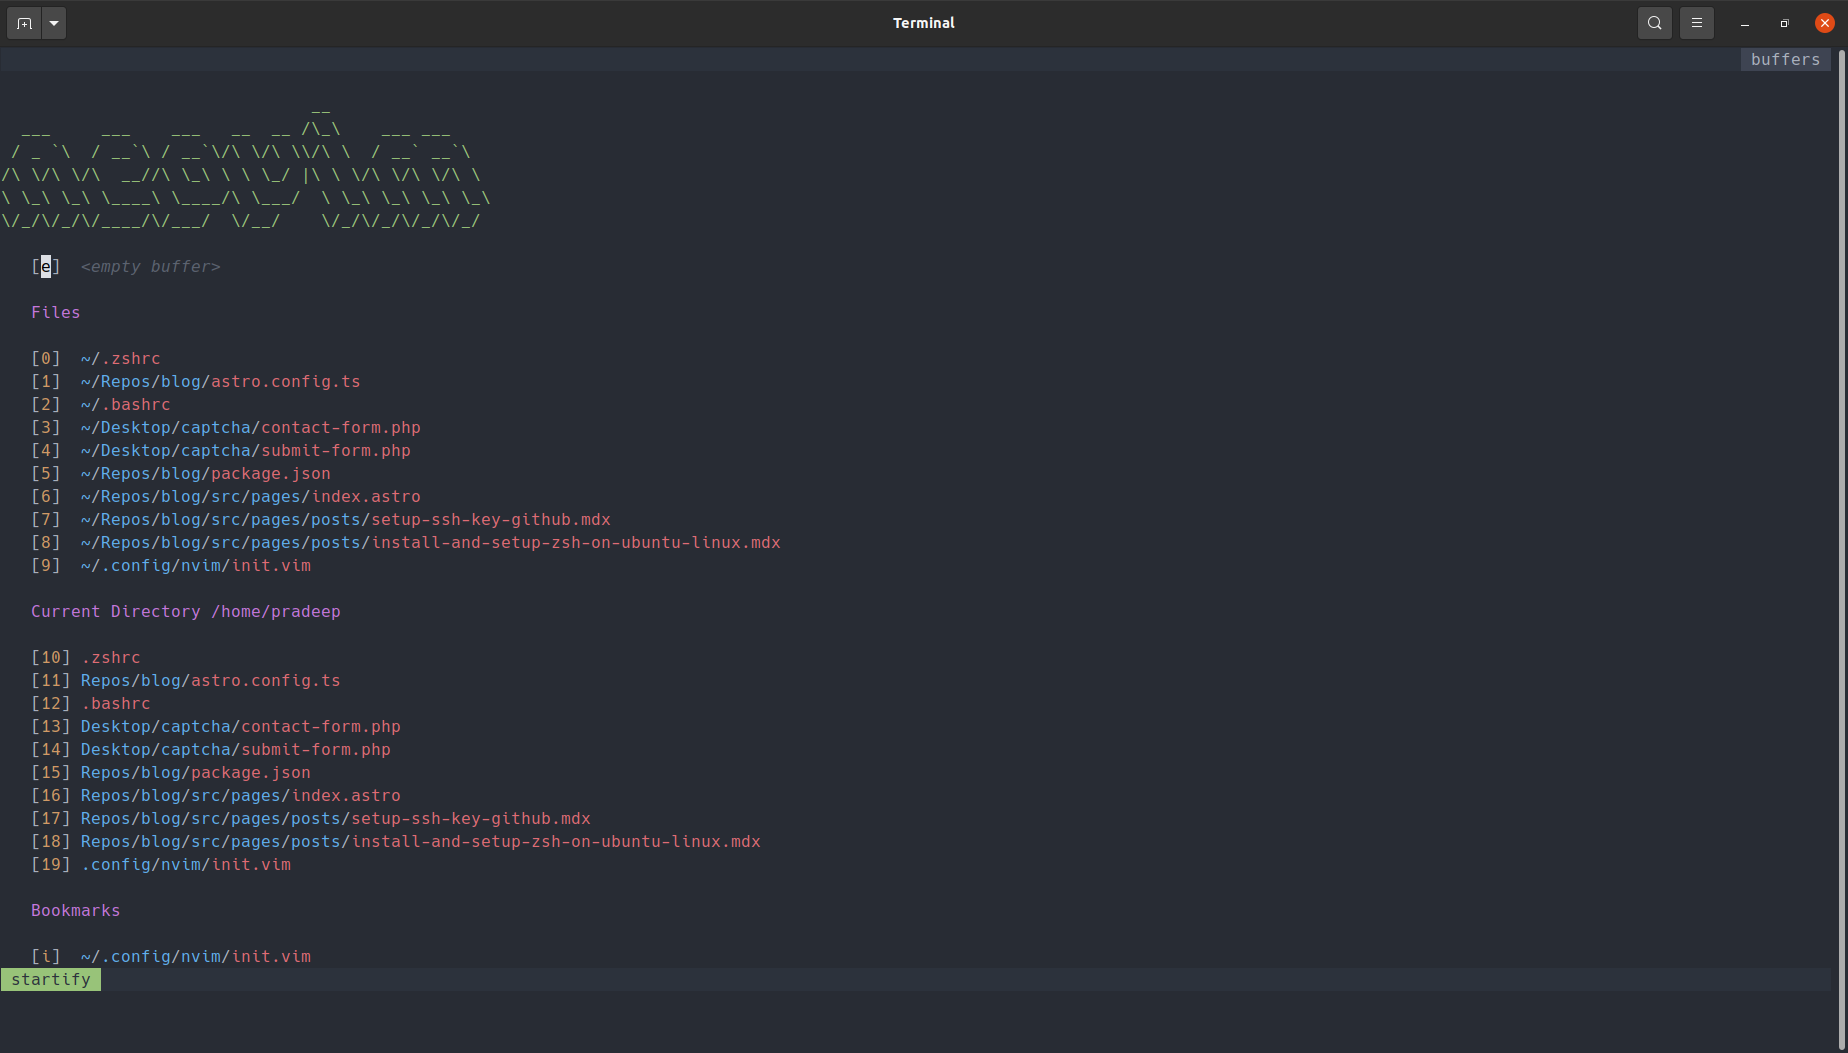 Terminal
buffers
                               __
  ___     ___    ___   __  __ /\_\    ___ ___
 / _ `\  / __`\ / __`\/\ \/\ \\/\ \  / __` __`\
/\ \/\ \/\  __//\ \_\ \ \ \_/ |\ \ \/\ \/\ \/\ \
\ \_\ \_\ \____\ \____/\ \___/  \ \_\ \_\ \_\ \_\
\/_/\/_/\/____/\/___/  \/__/    \/_/\/_/\/_/\/_/
[e]  <empty buffer>
Files
[0]  ~/.zshrc
[1]  ~/Repos/blog/astro.config.ts
[2]  ~/.bashrc
[3]  ~/Desktop/captcha/contact-form.php
[4]  ~/Desktop/captcha/submit-form.php
[5]  ~/Repos/blog/package.json
[6]  ~/Repos/blog/src/pages/index.astro
[7]  ~/Repos/blog/src/pages/posts/setup-ssh-key-github.mdx
[8]  ~/Repos/blog/src/pages/posts/install-and-setup-zsh-on-ubuntu-linux.mdx
[9]  ~/.config/nvim/init.vim
Current Directory /home/pradeep
[10] .zshrc
[11] Repos/blog/astro.config.ts
[12] .bashrc
[13] Desktop/captcha/contact-form.php
[14] Desktop/captcha/submit-form.php
[15] Repos/blog/package.json
[16] Repos/blog/src/pages/index.astro
[17] Repos/blog/src/pages/posts/setup-ssh-key-github.mdx
[18] Repos/blog/src/pages/posts/install-and-setup-zsh-on-ubuntu-linux.mdx
[19] .config/nvim/init.vim
Bookmarks
[i]  ~/.config/nvim/init.vim
startify